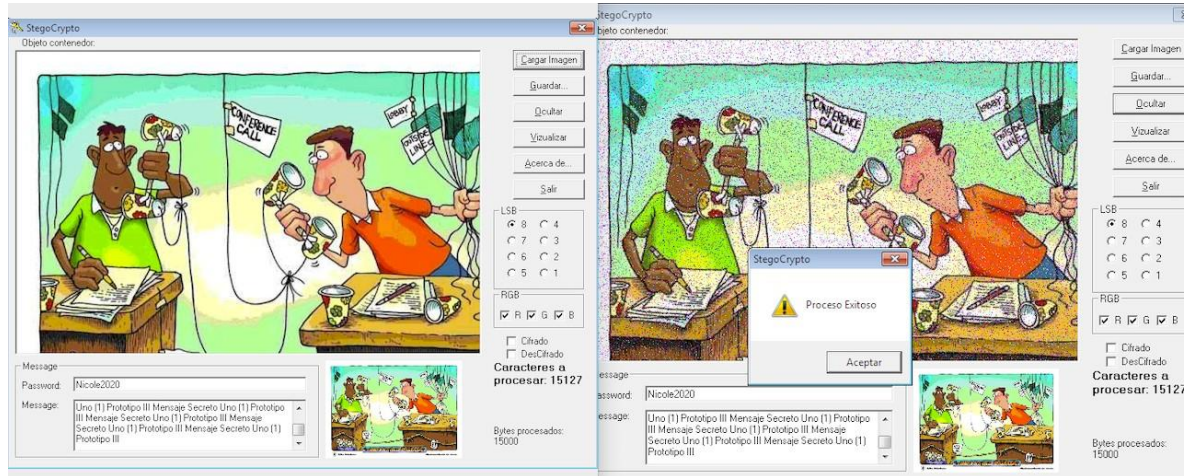 StegoCrypto
Objeto contenedor:
CONFERENCE
CALL
LOBBY
OUTSIDE
LINES
Cargar Imagen
Guardar...
Ocultar
Vizualizar
Acerca de...
Salir
LSB
8 4
7 3
6 2
5 1
RGB
R G B
Cifrado
DesCifrado
Caracteres a
procesar: 15127
Bytes procesados:
15000
Message
Password: Nicole2020
Message: Uno (1) Prototipo III Mensaje Secreto Uno (1) Prototipo
III Mensaje Secreto Uno (1) Prototipo III Mensaje
Secreto Uno (1) Prototipo III Mensaje Secreto Uno (1)
Prototipo III
StegoCrypto
bjeto contenedor:
CONFERENCE
CALL
LOBBY
OUTSIDE
LINES
Cargar Imagen
Guardar...
Ocultar
Vizualizar
Acerca de...
Salir
LSB
8 4
7 3
6 2
5 1
RGB
R G B
Cifrado
DesCifrado
Caracteres a
procesar: 15127
Bytes procesados:
15000
StegoCrypto
Proceso Exitoso
Aceptar
essage
assword: Nicole2020
essage: Uno (1) Prototipo III Mensaje Secreto Uno (1) Prototipo
III Mensaje Secreto Uno (1) Prototipo III Mensaje
Secreto Uno (1) Prototipo III Mensaje Secreto Uno (1)
Prototipo III